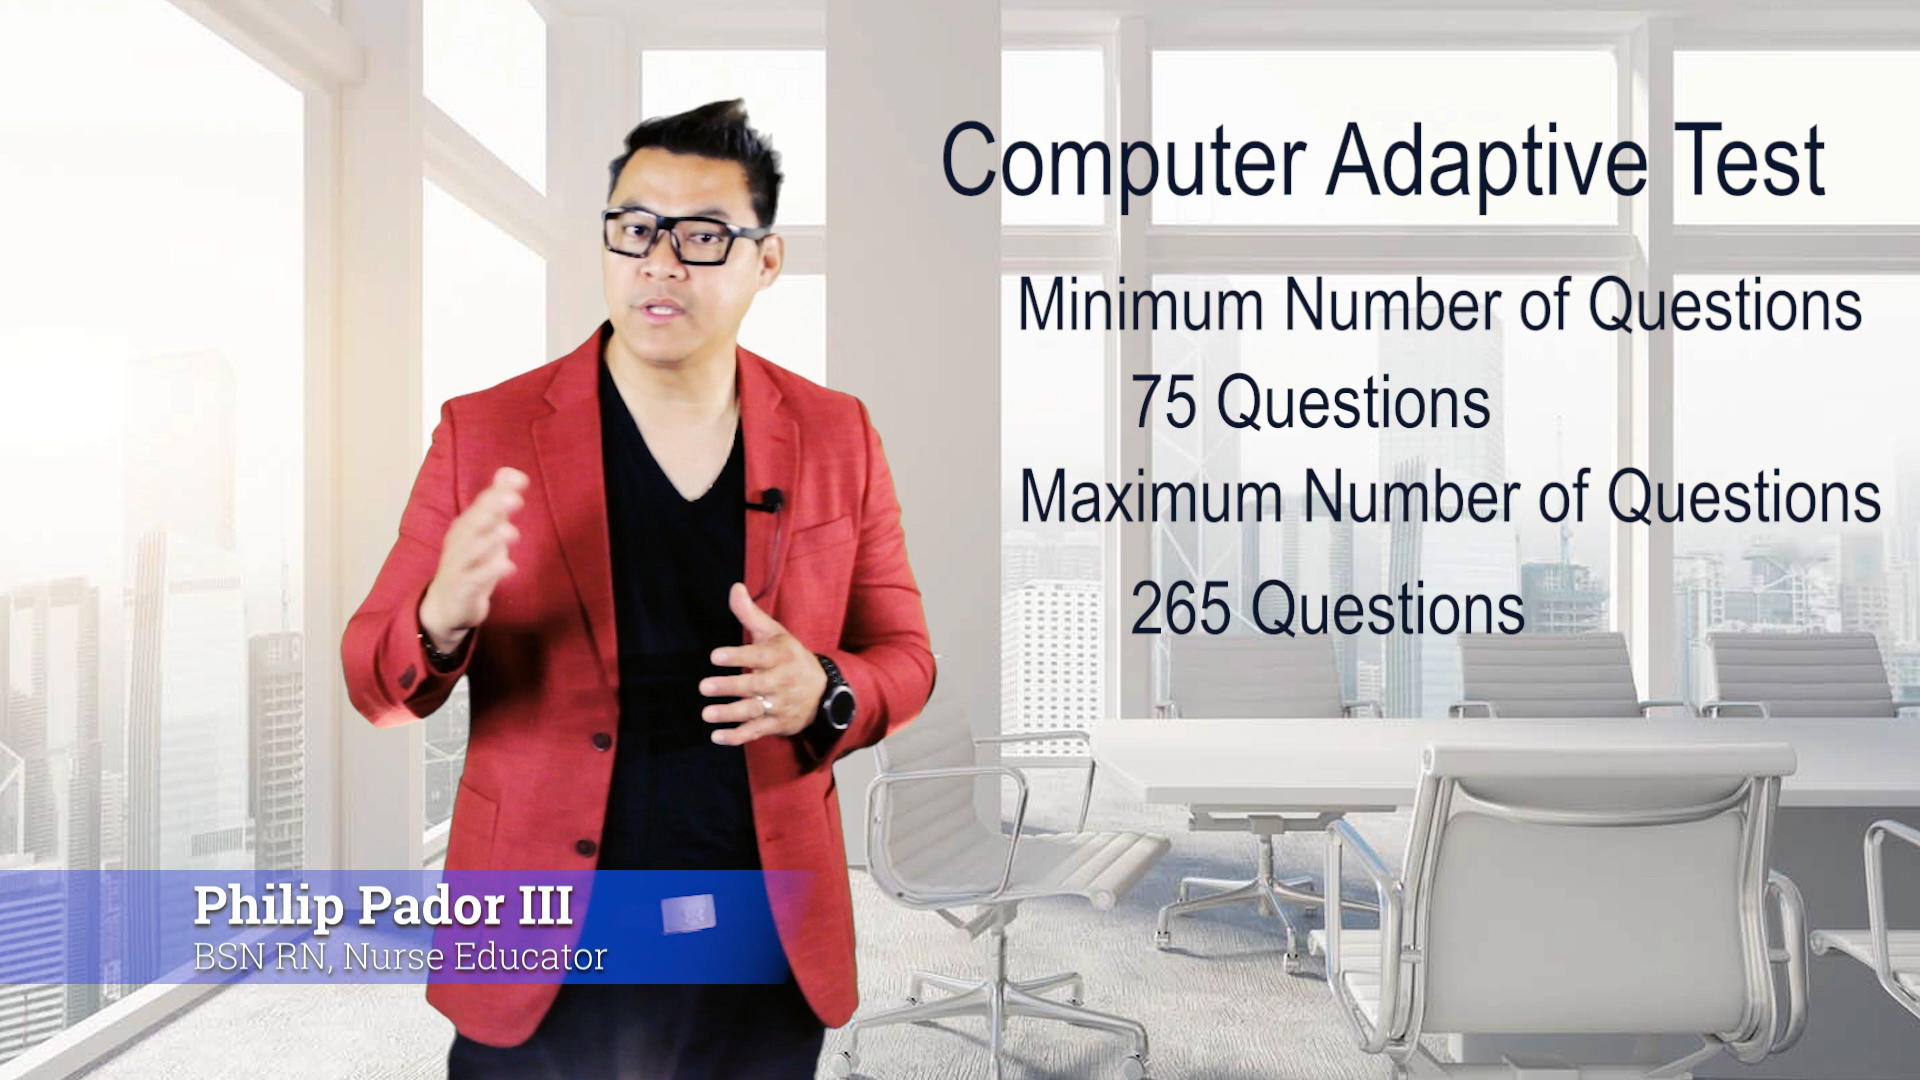 Computer Adaptive Test
Minimum Number of Questions
75 Questions
Maximum Number of Questions
265 Questions
Philip Pador III
BSN RN, Nurse Educator